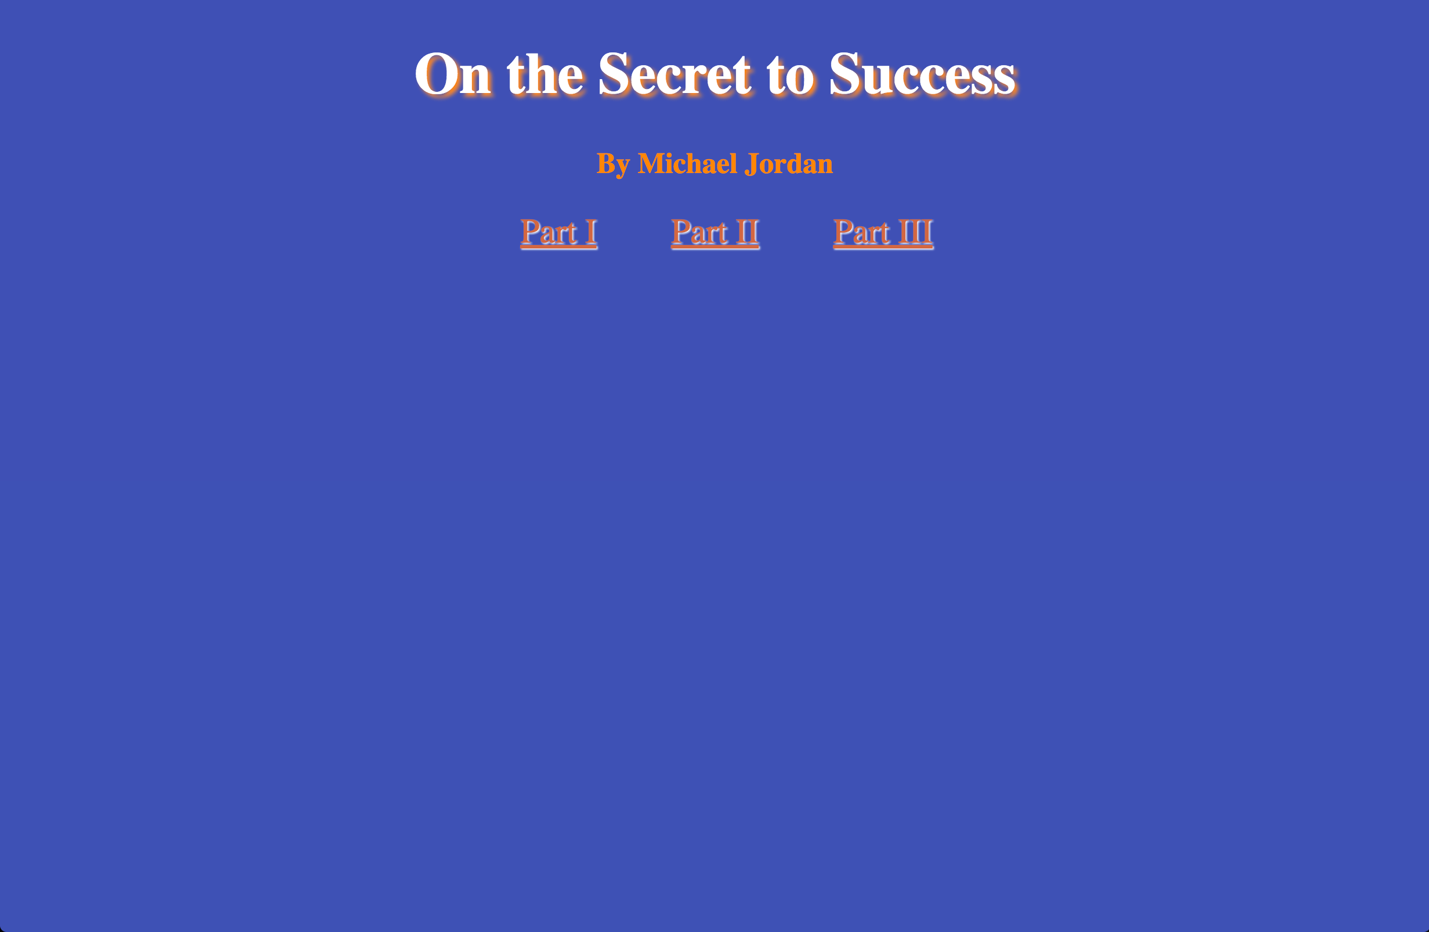 On the Secret to Success
By Michael Jordan
Part I Part II Part III